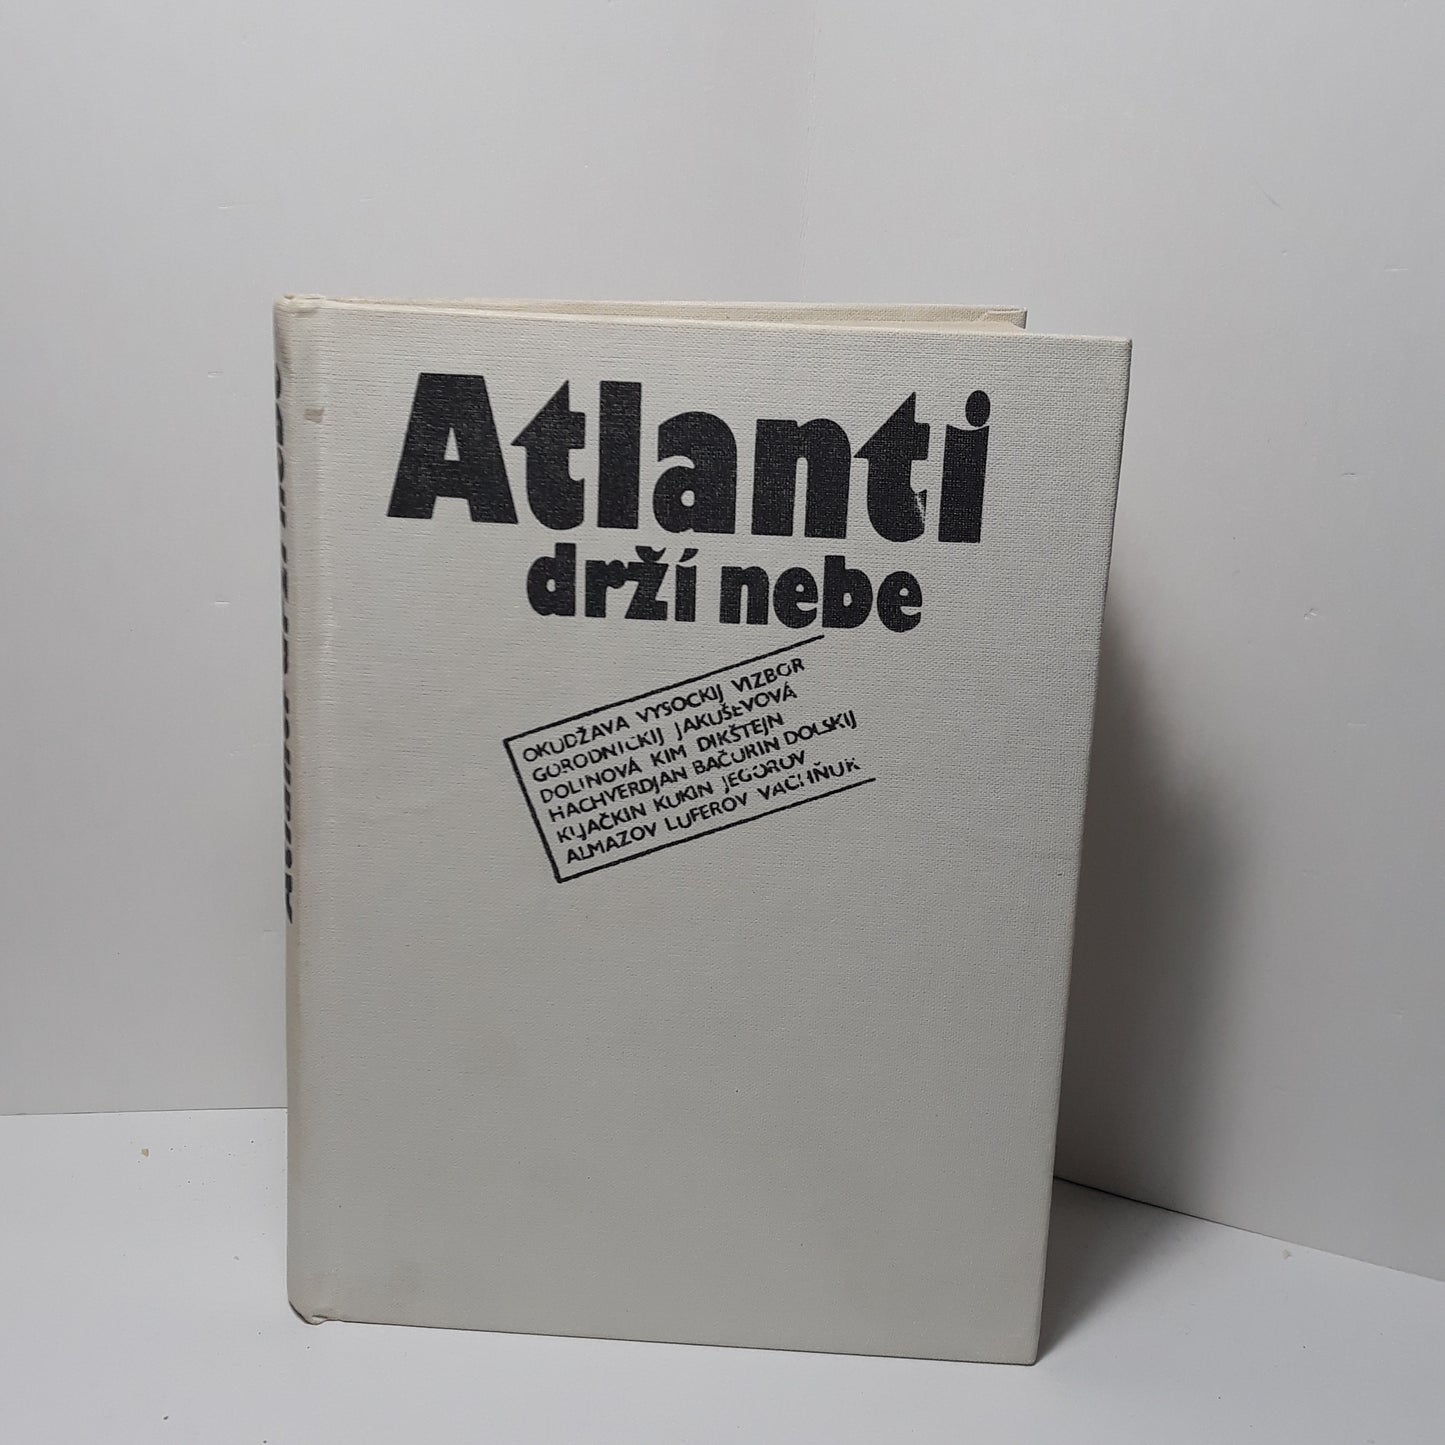 Atlanti
drží nebe
OKUDŽAVA VYSOCKIJ VIZBOR
GORODNICKIJ JAKUŠEVOVÁ
DOLINOVÁ KIM DIKŠTEJN
HACHVERDJAN BAČURIN DOLSKIJ
KLJAČKIN KUKIN JEGOROV
ALMAZOV LUFEROV VACHŇUK